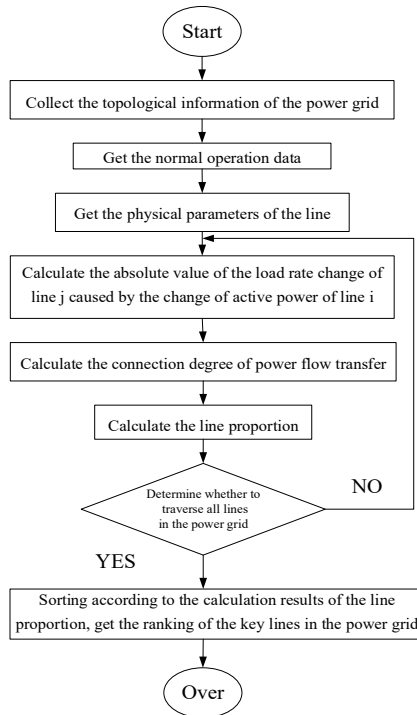 Start
Collect the topological information of the power grid
Get the normal operation data
Get the physical parameters of the line
Calculate the absolute value of the load rate change of
line j caused by the change of active power of line i
Calculate the connection degree of power flow transfer
Calculate the line proportion
Determine whether to
traverse all lines
in the power grid
NO
YES
Sorting according to the calculation results of the line
proportion, get the ranking of the key lines in the power grid
Over